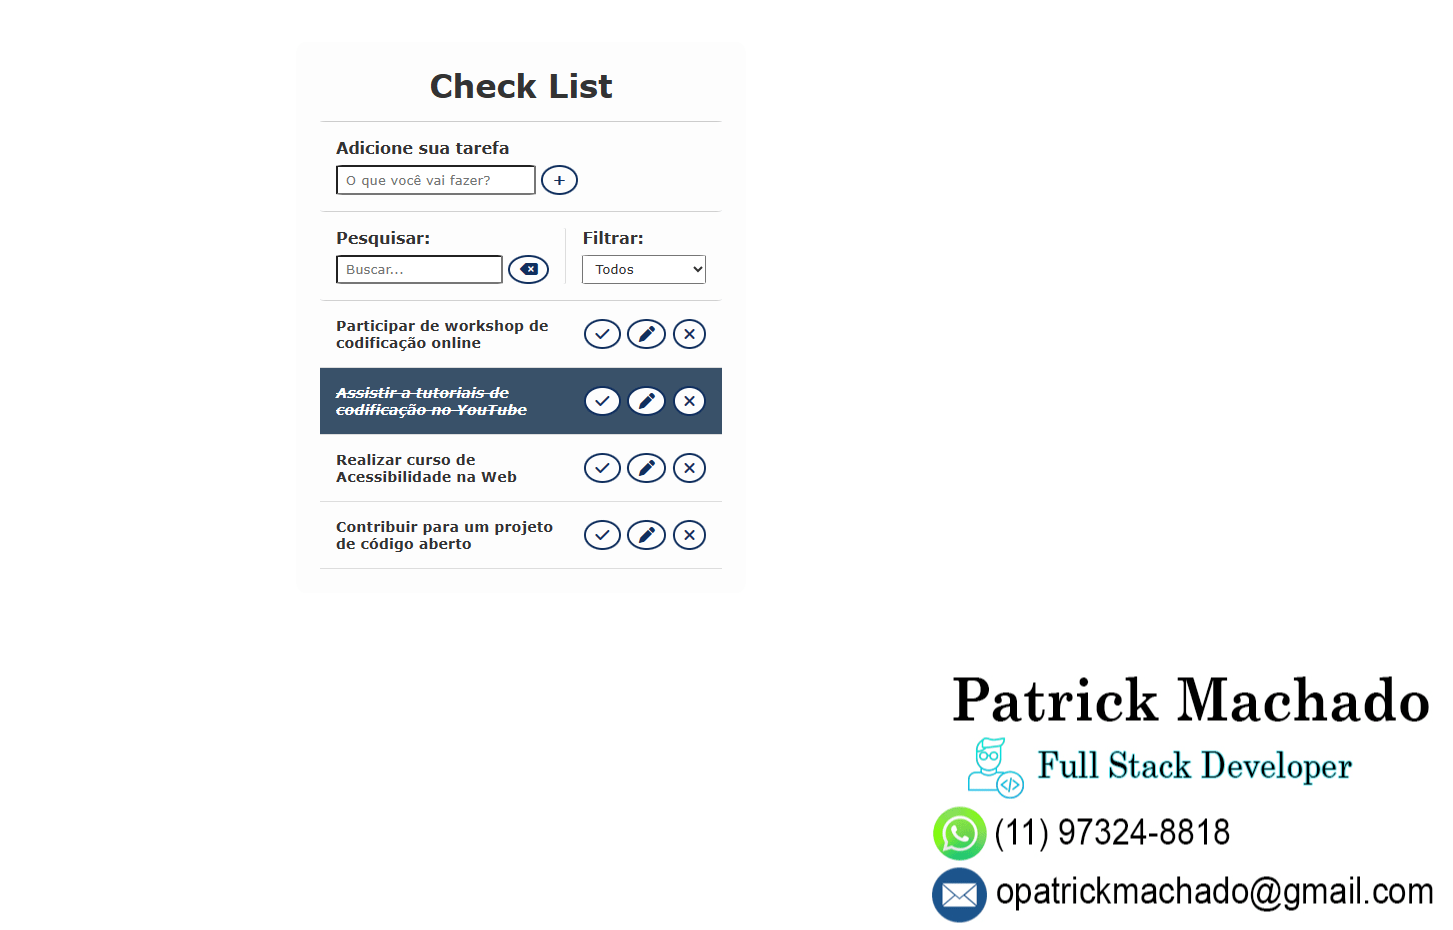 Check List
Adicione sua tarefa
O que você vai fazer?
Pesquisar:
Filtrar:
Buscar...
Todos
Participar de workshop de
codificação online
Assistir a tutoriais de
codificação no YouTube
Realizar curso de
Acessibilidade na Web
Contribuir para um projeto
de código aberto
Patrick Machado
Full Stack Developer
(11) 97324-8818
opatrickmachado@gmail.com